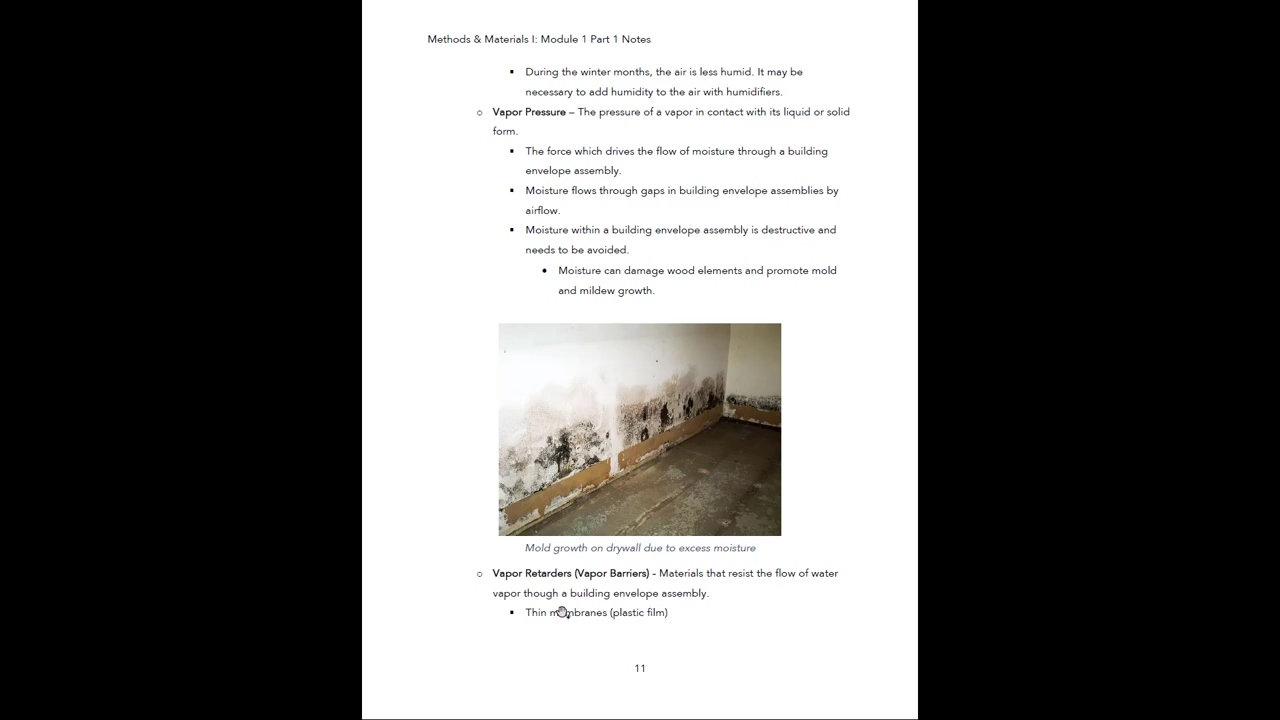 Methods & Materials I: Module 1 Part 1 Notes
▪ During the winter months, the air is less humid. It may be
necessary to add humidity to the air with humidifiers.
o Vapor Pressure – The pressure of a vapor in contact with its liquid or solid
form.
▪ The force which drives the flow of moisture through a building
envelope assembly.
▪ Moisture flows through gaps in building envelope assemblies by
airflow.
▪ Moisture within a building envelope assembly is destructive and
needs to be avoided.
• Moisture can damage wood elements and promote mold
and mildew growth.
Mold growth on drywall due to excess moisture
o Vapor Retarders (Vapor Barriers) - Materials that resist the flow of water
vapor though a building envelope assembly.
▪ Thin membranes (plastic film)
11